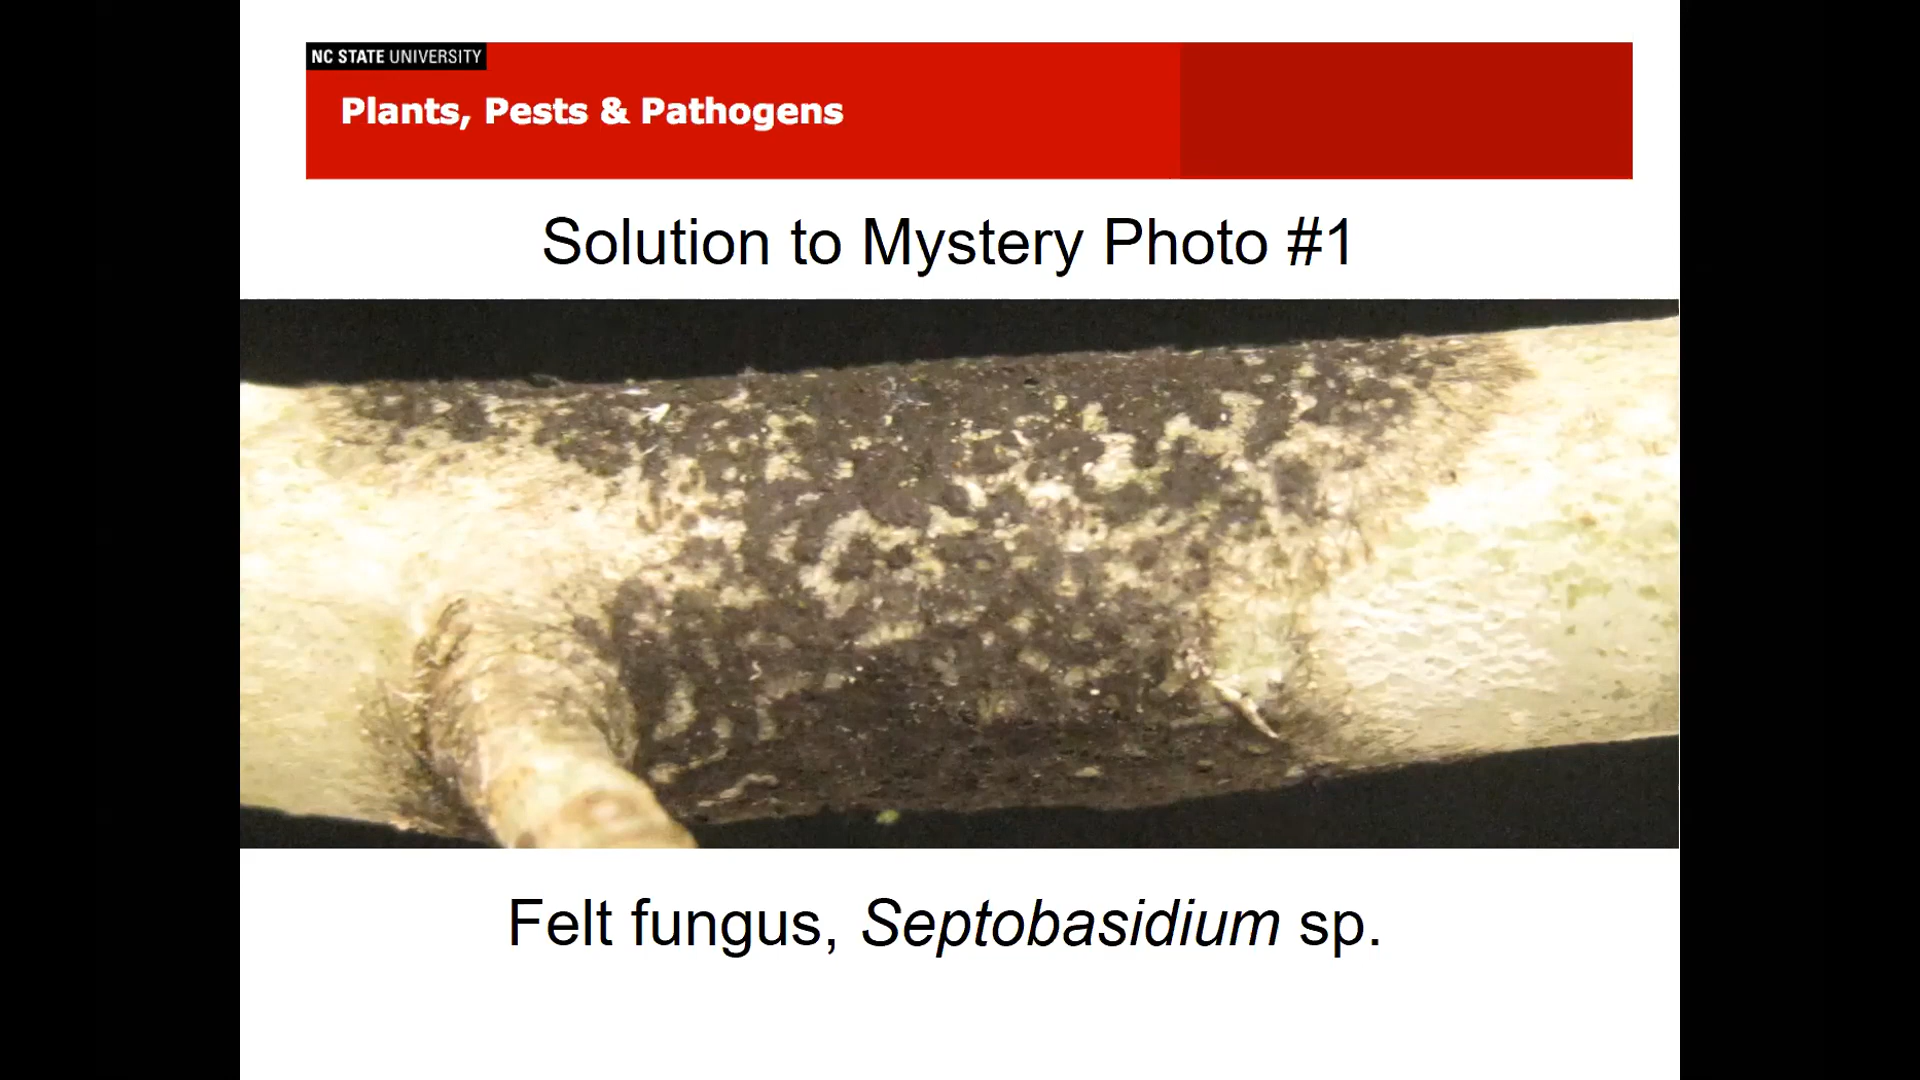 NC STATE UNIVERSITY
Plants, Pests & Pathogens
Solution to Mystery Photo #1
Felt fungus, Septobasidium sp.